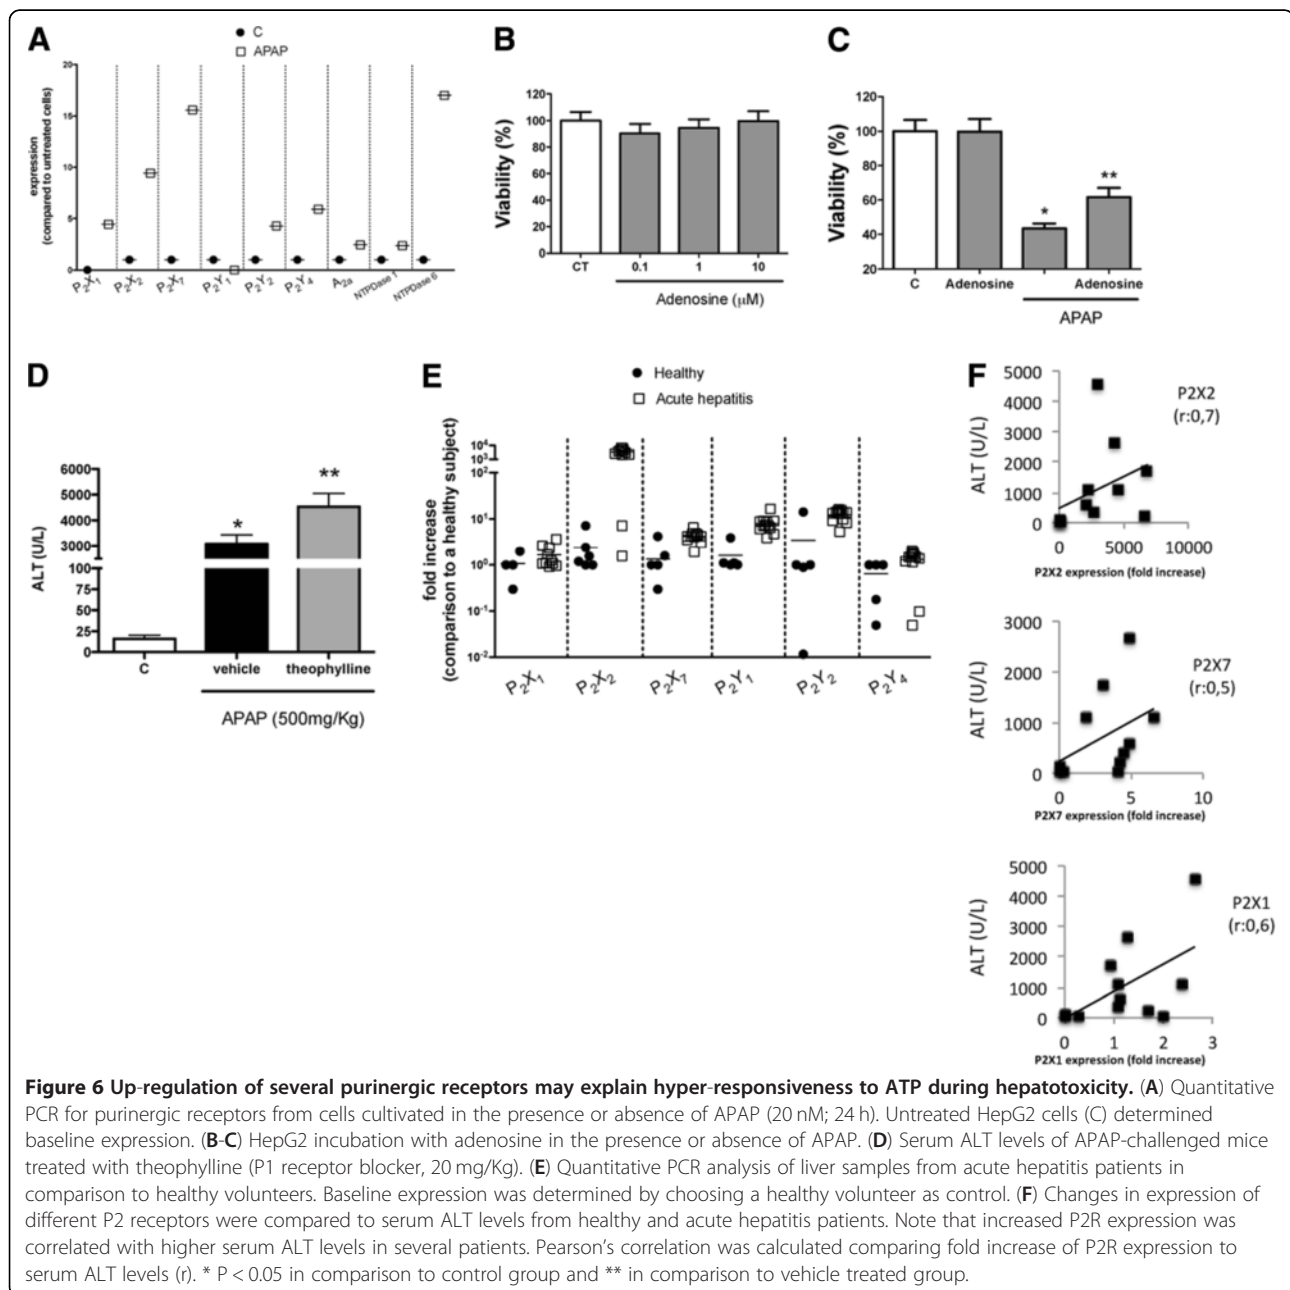 A
● C
□ APAP
expression
(compared to untreated cells)
20
15
10
5
0
P2X1
P2X2
P2X7
P2Y1
P2Y2
P2Y4
A2a
NTPDase 1
NTPDase 6
B
Viability (%)
120
100
80
60
40
20
0
CT
0.1
1
10
Adenosine (μM)
C
Viability (%)
120
100
80
60
40
20
*
**
C
Adenosine
Adenosine
APAP
D
ALT (U/L)
6000
5000
4000
3000
100
75
50
25
0
*
**
C
vehicle
theophylline
APAP (500mg/Kg)
E
● Healthy
□ Acute hepatitis
fold increase
(comparison to a healthy subject)
10^4
10^3
10^2
10^1
10^0
10^-1
10^-2
P2X1
P2X2
P2X7
P2Y1
P2Y2
P2Y4
F
ALT (U/L)
5000
4000
3000
2000
1000
0
P2X2
(r:0,7)
0
5000
10000
P2X2 expression (fold increase)
ALT (U/L)
3000
2000
1000
0
P2X7
(r:0,5)
0
5
10
P2X7 expression (fold increase)
ALT (U/L)
5000
4000
3000
2000
1000
0
P2X1
(r:0,6)
0
1
2
3
P2X1 expression (fold increase)
Figure 6 Up-regulation of several purinergic receptors may explain hyper-responsiveness to ATP during hepatotoxicity. (A) Quantitative
PCR for purinergic receptors from cells cultivated in the presence or absence of APAP (20 nM; 24 h). Untreated HepG2 cells (C) determined
baseline expression. (B-C) HepG2 incubation with adenosine in the presence or absence of APAP. (D) Serum ALT levels of APAP-challenged mice
treated with theophylline (P1 receptor blocker, 20 mg/Kg). (E) Quantitative PCR analysis of liver samples from acute hepatitis patients in
comparison to healthy volunteers. Baseline expression was determined by choosing a healthy volunteer as control. (F) Changes in expression of
different P2 receptors were compared to serum ALT levels from healthy and acute hepatitis patients. Note that increased P2R expression was
correlated with higher serum ALT levels in several patients. Pearson's correlation was calculated comparing fold increase of P2R expression to
serum ALT levels (r). * P < 0.05 in comparison to control group and ** in comparison to vehicle treated group.